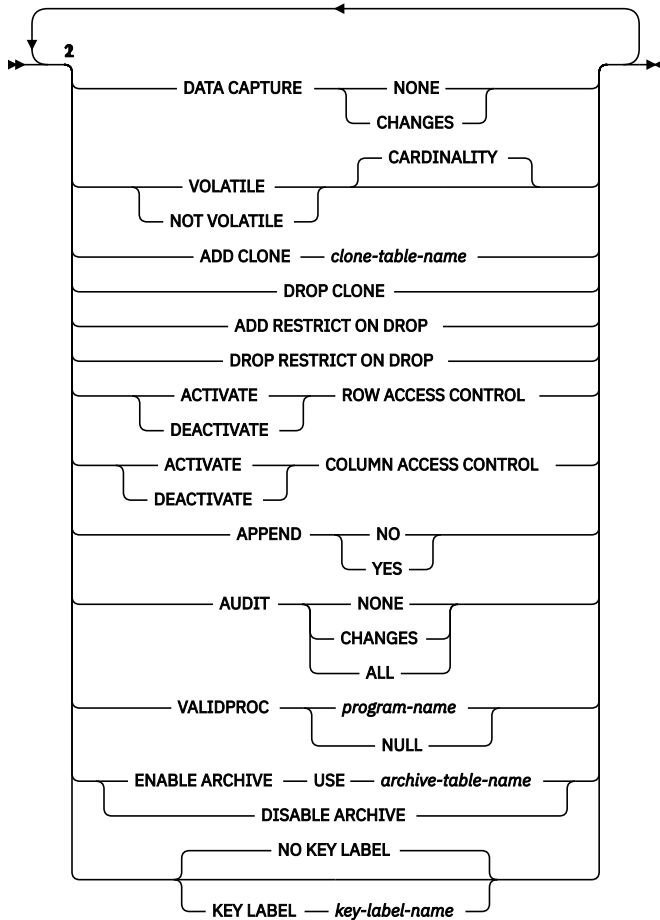 2
DATA CAPTURE NONE
CHANGES
CARDINALITY
VOLATILE
NOT VOLATILE
ADD CLONE clone-table-name
DROP CLONE
ADD RESTRICT ON DROP
DROP RESTRICT ON DROP
ACTIVATE ROW ACCESS CONTROL
DEACTIVATE
ACTIVATE COLUMN ACCESS CONTROL
DEACTIVATE
APPEND NO
YES
AUDIT NONE
CHANGES
ALL
VALIDPROC program-name
NULL
ENABLE ARCHIVE USE archive-table-name
DISABLE ARCHIVE
NO KEY LABEL
KEY LABEL key-label-name